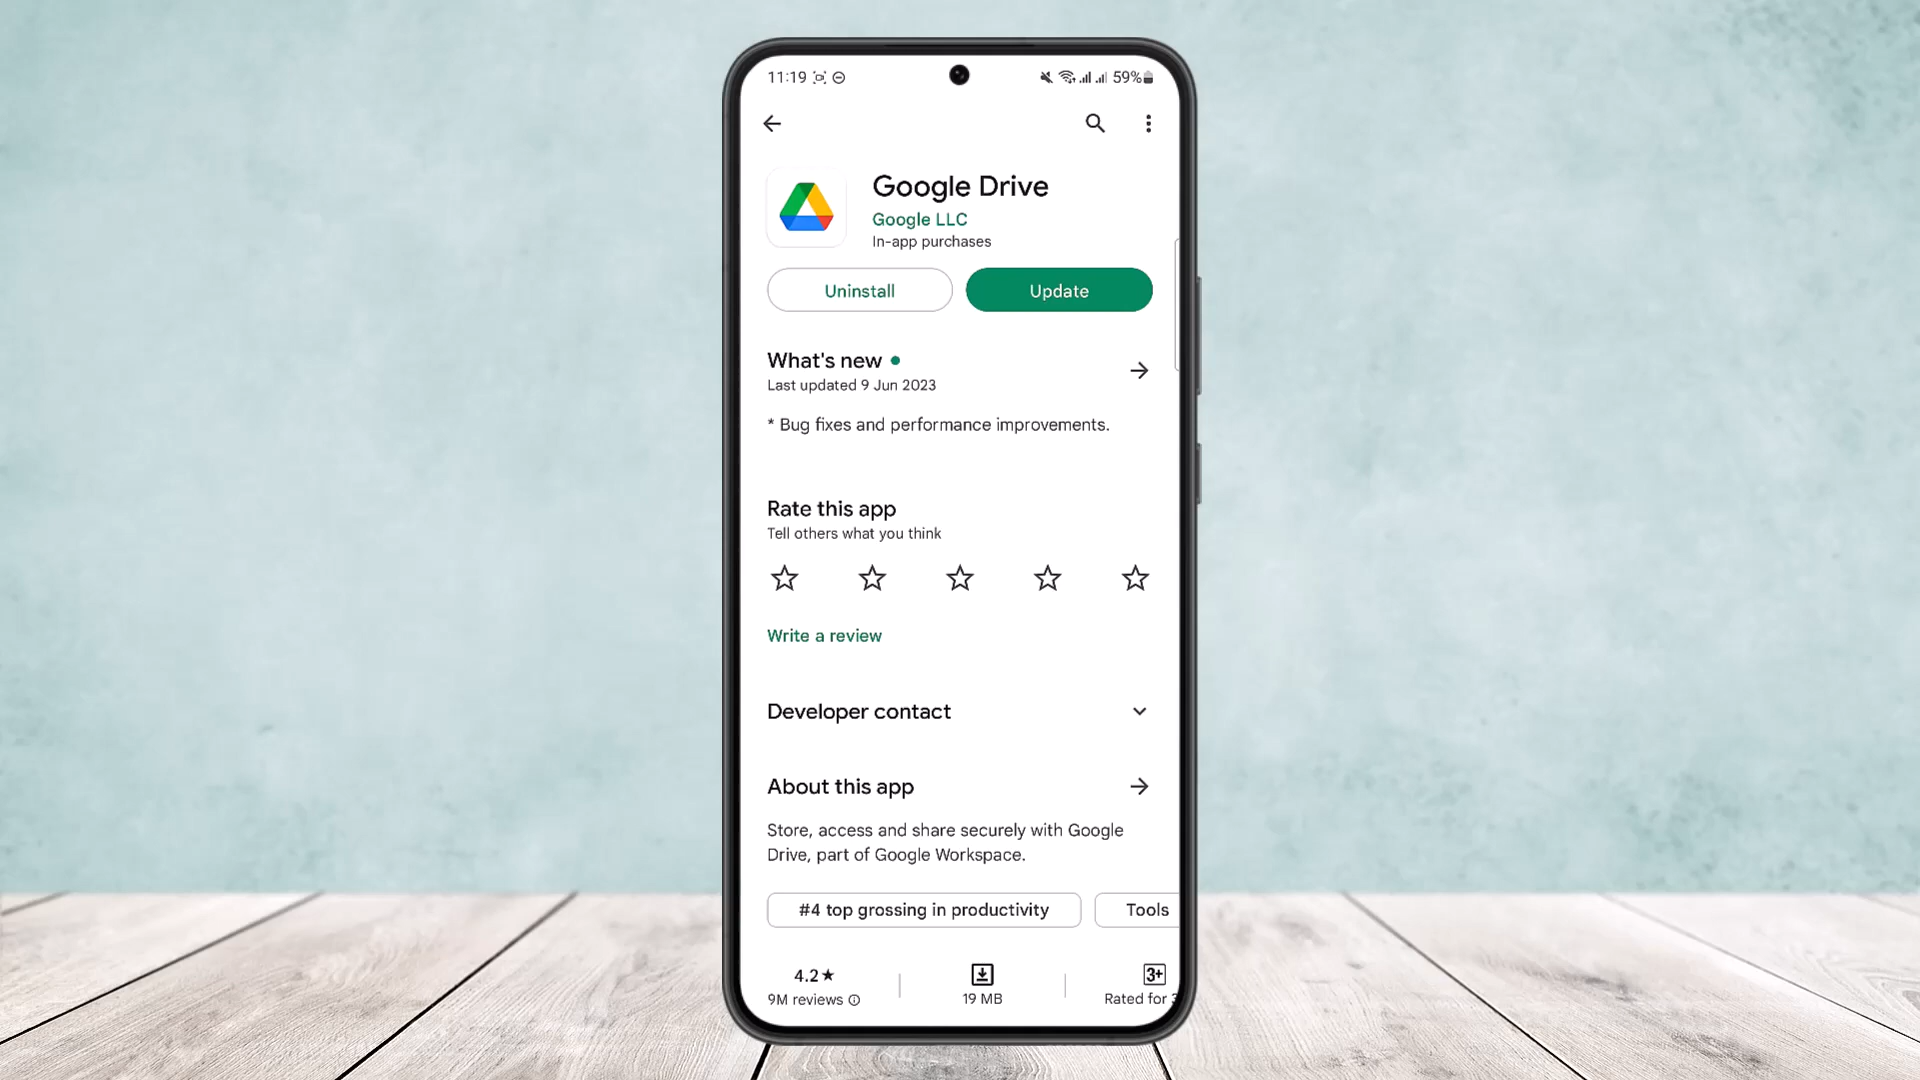 11:19
59%
Google Drive
Google LLC
In-app purchases
Uninstall
Update
What's new
Last updated 9 Jun 2023
* Bug fixes and performance improvements.
Rate this app
Tell others what you think
Write a review
Developer contact
About this app
Store, access and share securely with Google
Drive, part of Google Workspace.
#4 top grossing in productivity
Tools
4.2★
9M reviews
19 MB
3+
Rated for